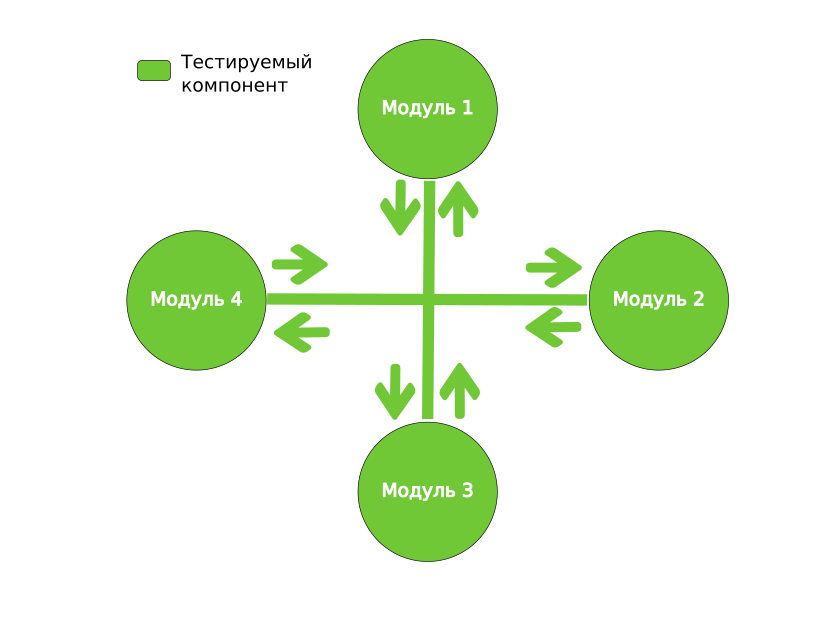 Тестируемый
компонент
Модуль 1
Модуль 4
Модуль 2
Модуль 3